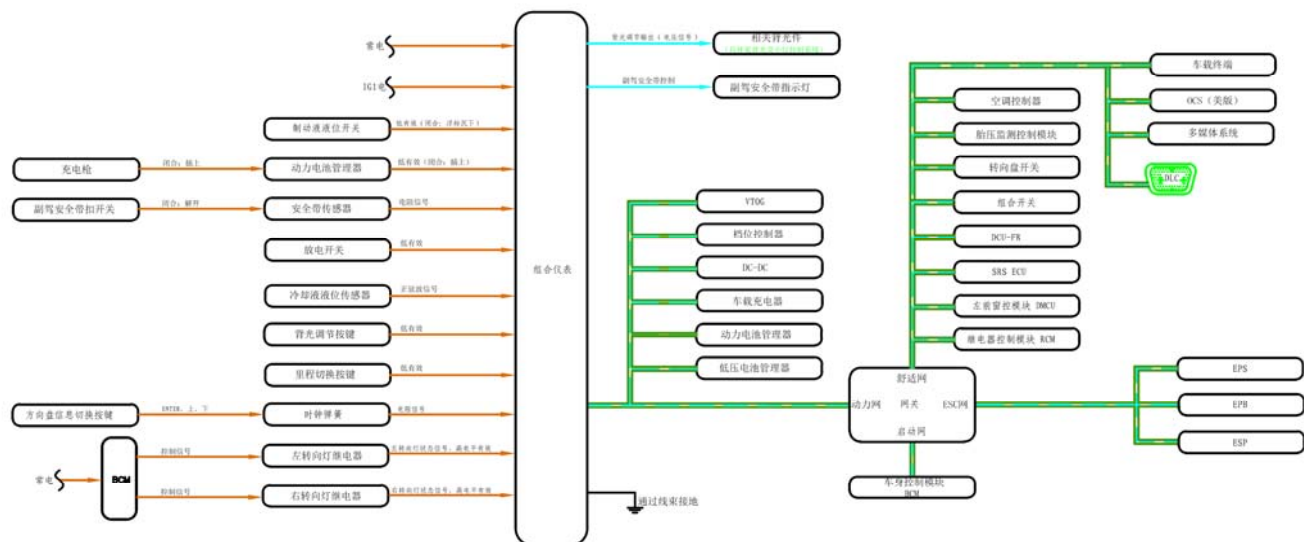 常电
IG1电
制动液液位开关
低有效(闭合:浮标沉下)
充电枪
闭合:插上
动力电池管理器
低有效(闭合:插上)
副驾安全带扣开关
闭合:解开
安全带传感器
电阻信号
放电开关
低有效
冷却液液位传感器
正弦波信号
背光调节按键
低有效
里程切换按键
低有效
方向盘信息切换按键
ENTER、上、下
时钟弹簧
电阻信号
常电
BCM
控制信号
左转向灯继电器
左转向灯状态信号,高电平有效
控制信号
右转向灯继电器
右转向灯状态信号,高电平有效
组合仪表
背光调节输出(电压信号)
相关背光件
副驾安全带控制
副驾安全带指示灯
VTOG
档位控制器
DC-DC
车载充电器
动力电池管理器
低压电池管理器
通过线束接地
空调控制器
胎压监测控制模块
转向盘开关
组合开关
DCU-FR
SRS ECU
左前窗控模块 DMCU
继电器控制模块 RCM
车载终端
OCS(美版)
多媒体系统
DLC
舒适网
动力网
网关
ESC网
启动网
车身控制模块
BCM
EPS
EPB
ESP